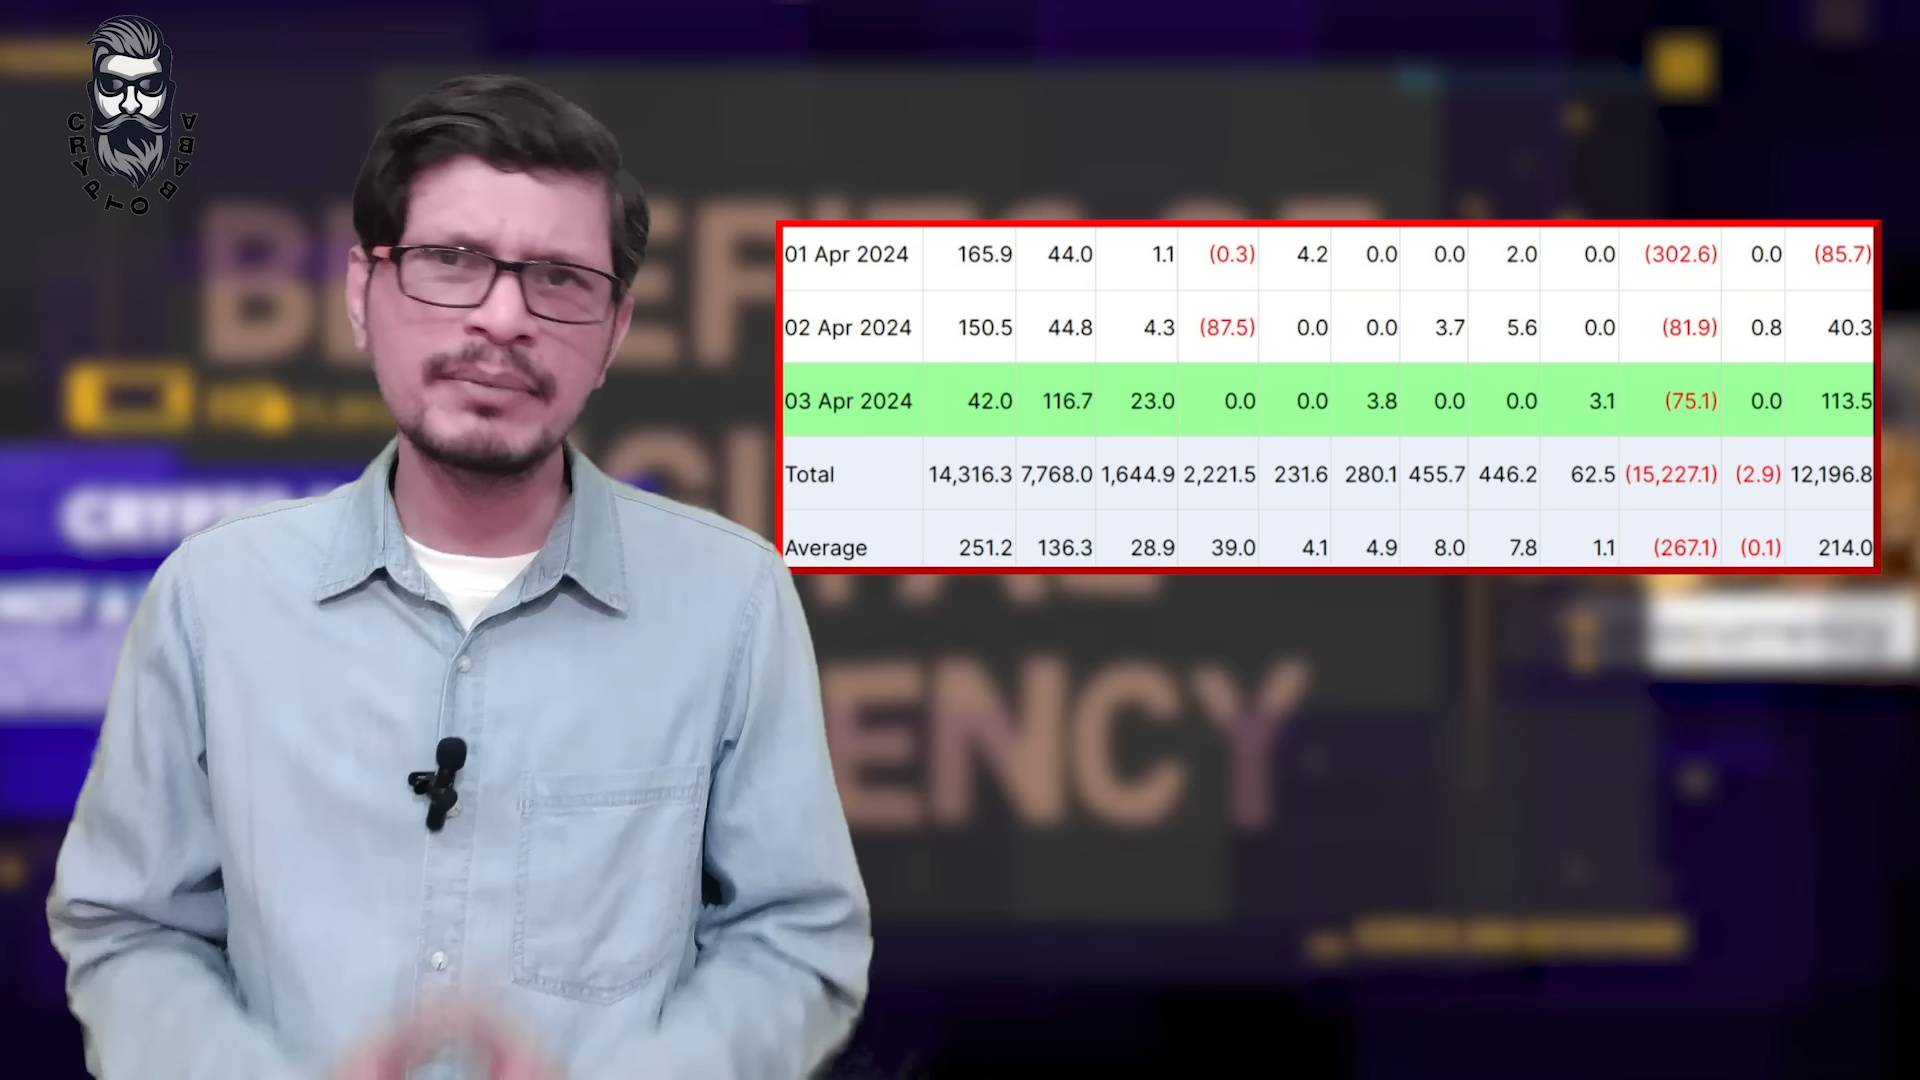 CRYPTO BABA
01 Apr 2024 165.9 44.0 1.1 (0.3) 4.2 0.0 0.0 2.0 0.0 (302.6) 0.0 (85.7)
02 Apr 2024 150.5 44.8 4.3 (87.5) 0.0 0.0 3.7 5.6 0.0 (81.9) 0.8 40.3
03 Apr 2024 42.0 116.7 23.0 0.0 0.0 3.8 0.0 0.0 3.1 (75.1) 0.0 113.5
Total 14,316.3 7,768.0 1,644.9 2,221.5 231.6 280.1 455.7 446.2 62.5 (15,227.1) (2.9) 12,196.8
Average 251.2 136.3 28.9 39.0 4.1 4.9 8.0 7.8 1.1 (267.1) (0.1) 214.0